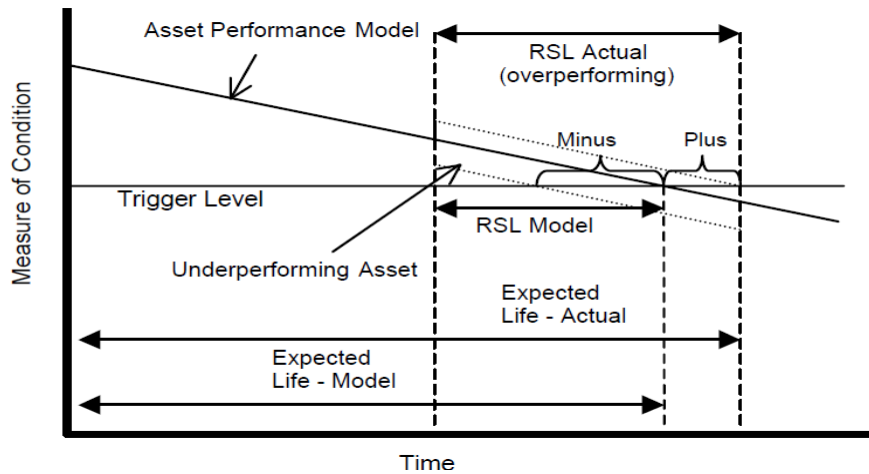 Asset Performance Model
RSL Actual
(overperforming)
Minus
Plus
Measure of Condition
Trigger Level
RSL Model
Underperforming Asset
Expected
Life - Actual
Expected
Life - Model
Time